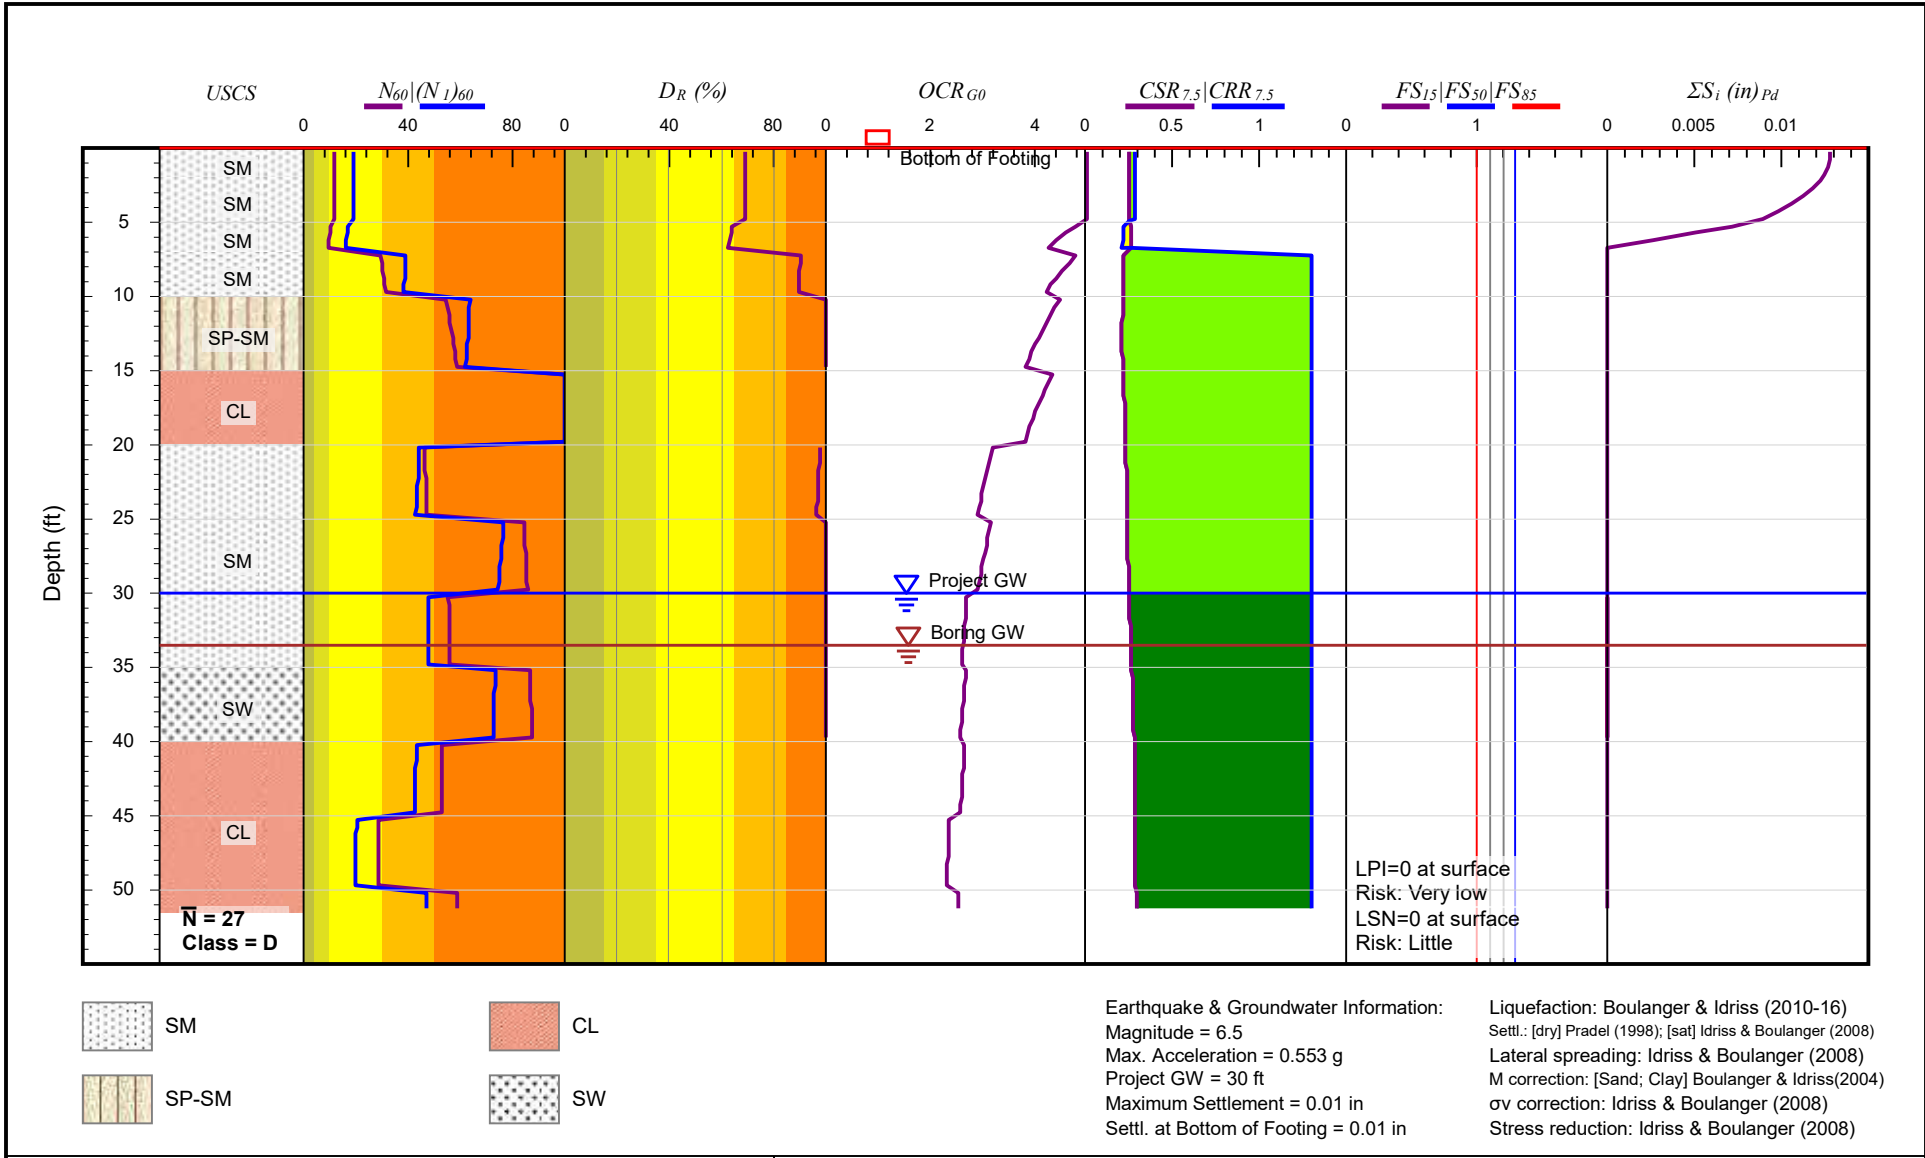 USCS N60|(N1)60 DR (%) OCRG0 CSR7.5|CRR7.5 FS15|FS50|FS85 ΣSi (in)Pd
0 40 80 0 40 80 0 2 4 0 0.5 1 0 1 0 0.005 0.01
Bottom of Footing
SM
SM
5
SM
SM
10
SP-SM
15
CL
20
25
Depth (ft)
SM
Project GW
30
Boring GW
35
SW
40
CL
45
50
N = 27
Class = D
LPI=0 at surface
Risk: Very low
LSN=0 at surface
Risk: Little
SM
CL
SP-SM
SW
Earthquake & Groundwater Information:
Magnitude = 6.5
Max. Acceleration = 0.553 g
Project GW = 30 ft
Maximum Settlement = 0.01 in
Settl. at Bottom of Footing = 0.01 in
Liquefaction: Boulanger & Idriss (2010-16)
Settl.: [dry] Pradel (1998); [sat] Idriss & Boulanger (2008)
Lateral spreading: Idriss & Boulanger (2008)
M correction: [Sand; Clay] Boulanger & Idriss(2004)
σv correction: Idriss & Boulanger (2008)
Stress reduction: Idriss & Boulanger (2008)